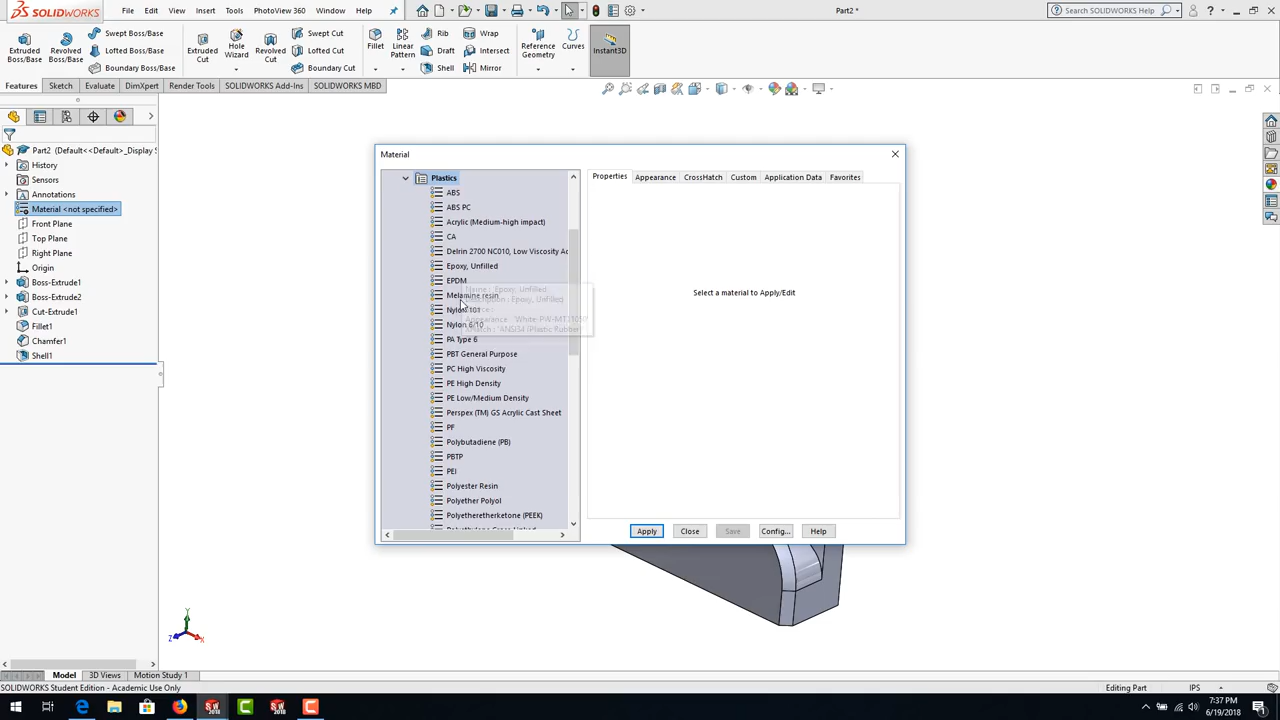 SOLIDWORKS
File
Edit
View
Insert
Tools
PhotoView 360
Window
Help
Part2 *
Search SOLIDWORKS Help
Extruded Boss/Base
Revolved Boss/Base
Swept Boss/Base
Lofted Boss/Base
Boundary Boss/Base
Extruded Cut
Hole Wizard
Revolved Cut
Swept Cut
Lofted Cut
Boundary Cut
Fillet
Linear Pattern
Rib
Draft
Shell
Wrap
Intersect
Mirror
Reference Geometry
Curves
Instant3D
Features
Sketch
Evaluate
DimXpert
Render Tools
SOLIDWORKS Add-Ins
SOLIDWORKS MBD
Part2 (Default<<Default>_Display S
History
Sensors
Annotations
Material <not specified>
Front Plane
Top Plane
Right Plane
Origin
Boss-Extrude1
Boss-Extrude2
Cut-Extrude1
Fillet1
Chamfer1
Shell1
Material
Plastics
ABS
ABS PC
Acrylic (Medium-high impact)
CA
Delrin 2700 NC010, Low Viscosity Ac
Epoxy, Unfilled
EPDM
Melamine resin
Nylon 101
Nylon 6/10
PA Type 6
PBT General Purpose
PC High Viscosity
PE High Density
PE Low/Medium Density
Perspex (TM) GS Acrylic Cast Sheet
PF
Polybutadiene (PB)
PBTP
PEI
Polyester Resin
Polyether Polyol
Polyetheretherketone (PEEK)
Name : Epoxy, Unfilled
Description : Epoxy, Unfilled
Properties
Appearance
CrossHatch
Custom
Application Data
Favorites
Select a material to Apply/Edit
Apply
Close
Save
Config...
Help
Y
Z
X
Model
3D Views
Motion Study 1
SOLIDWORKS Student Edition - Academic Use Only
Editing Part
IPS
7:37 PM
6/19/2018